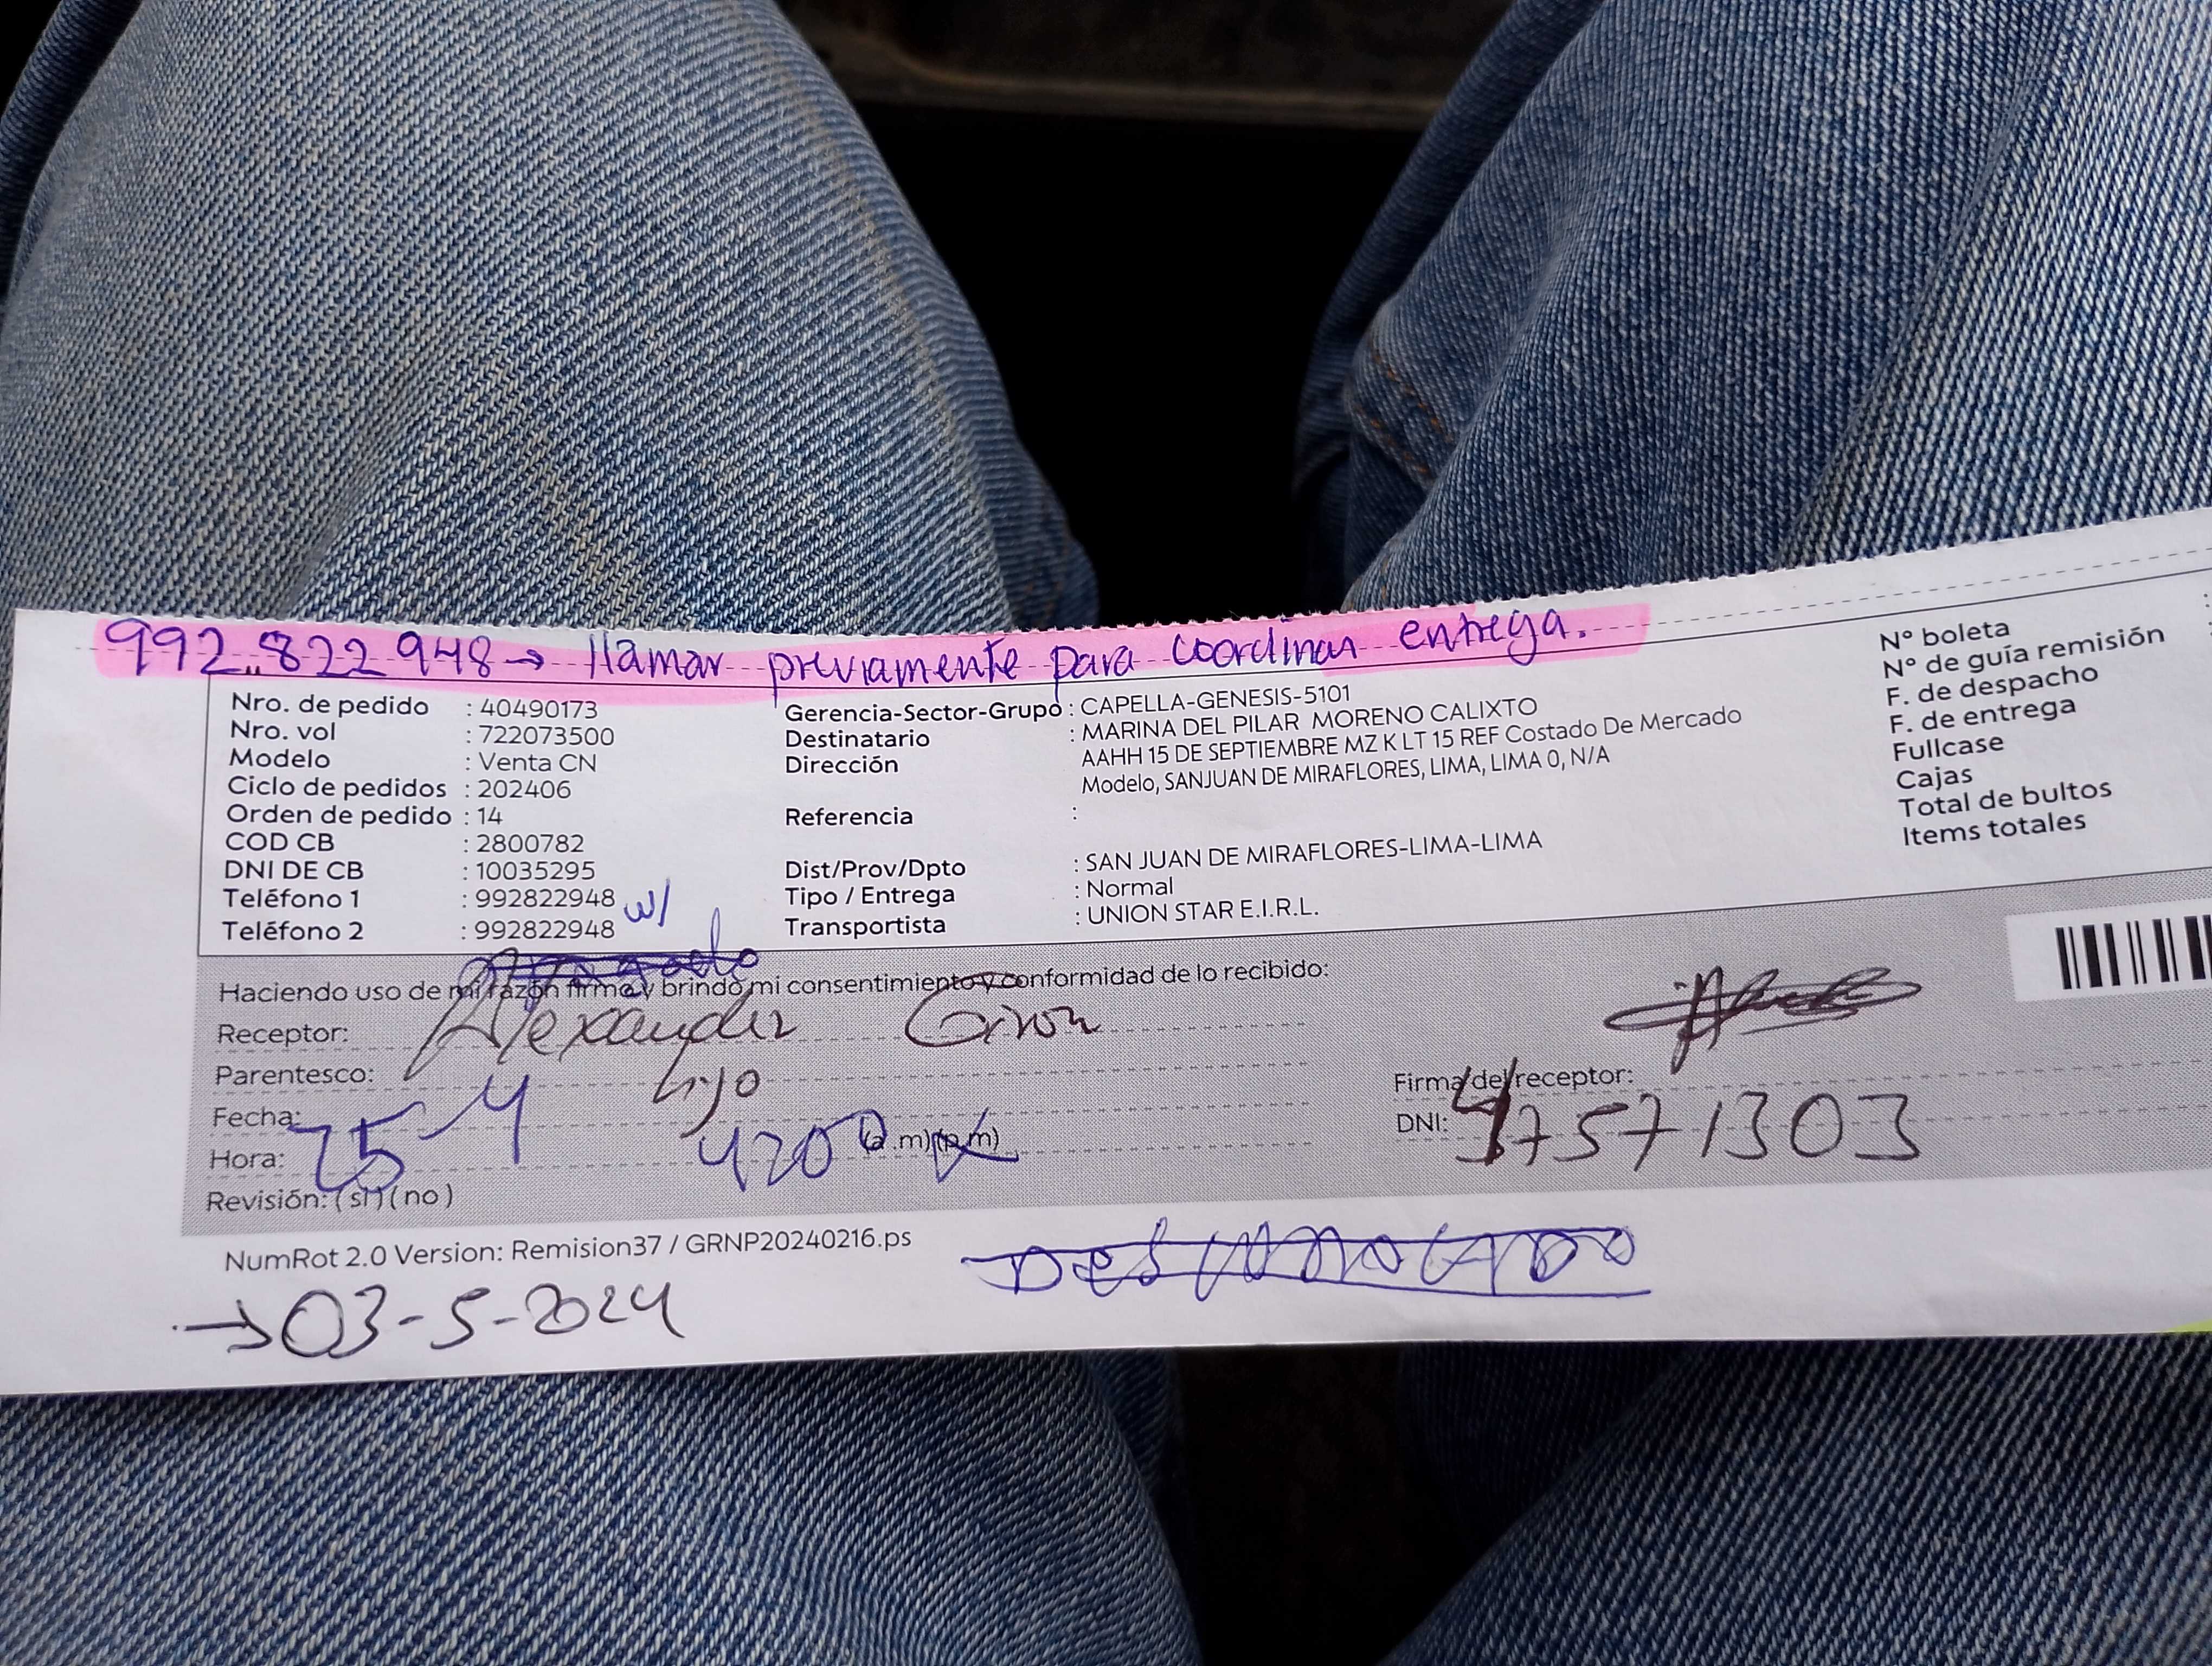 992 822 948 → llamar previamente para coordinar entrega.
Nro. de pedido : 40490173
Nro. vol : 722073500
Modelo : Venta CN
Ciclo de pedidos : 202406
Orden de pedido : 14
COD CB : 2800782
DNI DE CB : 10035295
Teléfono 1 : 992822948 w/
Teléfono 2 : 992822948
Gerencia-Sector-Grupo : CAPELLA-GENESIS-5101
Destinatario : MARINA DEL PILAR MORENO CALIXTO
Dirección AAHH 15 DE SEPTIEMBRE MZ K LT 15 REF Costado De Mercado
Modelo, SANJUAN DE MIRAFLORES, LIMA, LIMA 0, N/A
Referencia :
Dist/Prov/Dpto : SAN JUAN DE MIRAFLORES-LIMA-LIMA
Tipo / Entrega : Normal
Transportista : UNION STAR E.I.R.L.
N° boleta
N° de guía remisión
F. de despacho
F. de entrega
Fullcase
Cajas
Total de bultos
Items totales
Haciendo uso de mi razón firmo y brindo mi consentimiento y conformidad de lo recibido:
Receptor: Alexander Giron
Parentesco: hijo
Fecha: 25-4
Hora: 420 (a.m) (p.m)
Revisión: (si) (no)
Firma del receptor:
DNI: 47571303
NumRot 2.0 Version: Remision37 / GRNP20240216.ps
Desconocido
→ 03-5-2024